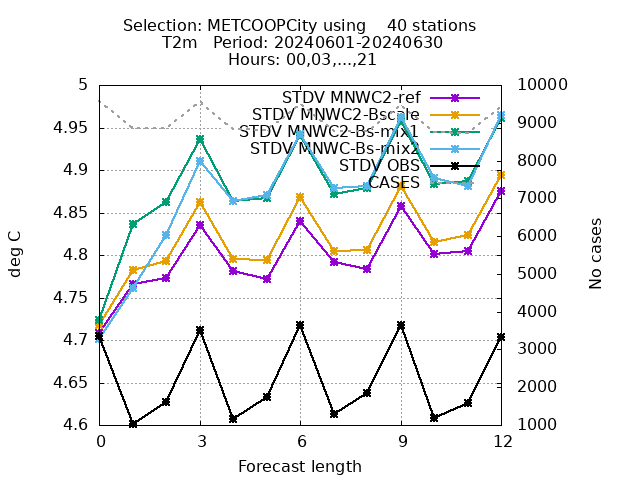 Selection: METCOOPCity using    40 stations
T2m   Period: 20240601-20240630
Hours: 00,03,...,21
5
4.95
4.9
4.85
4.8
4.75
4.7
4.65
4.6
deg C
STDV MNWC2-ref
STDV MNWC2-Bscale
STDV MNWC2-Bs-mix1
STDV MNWC-Bs-mix2
STDV OBS
CASES
10000
9000
8000
7000
6000
5000
4000
3000
2000
1000
No cases
0 3 6 9 12
Forecast length